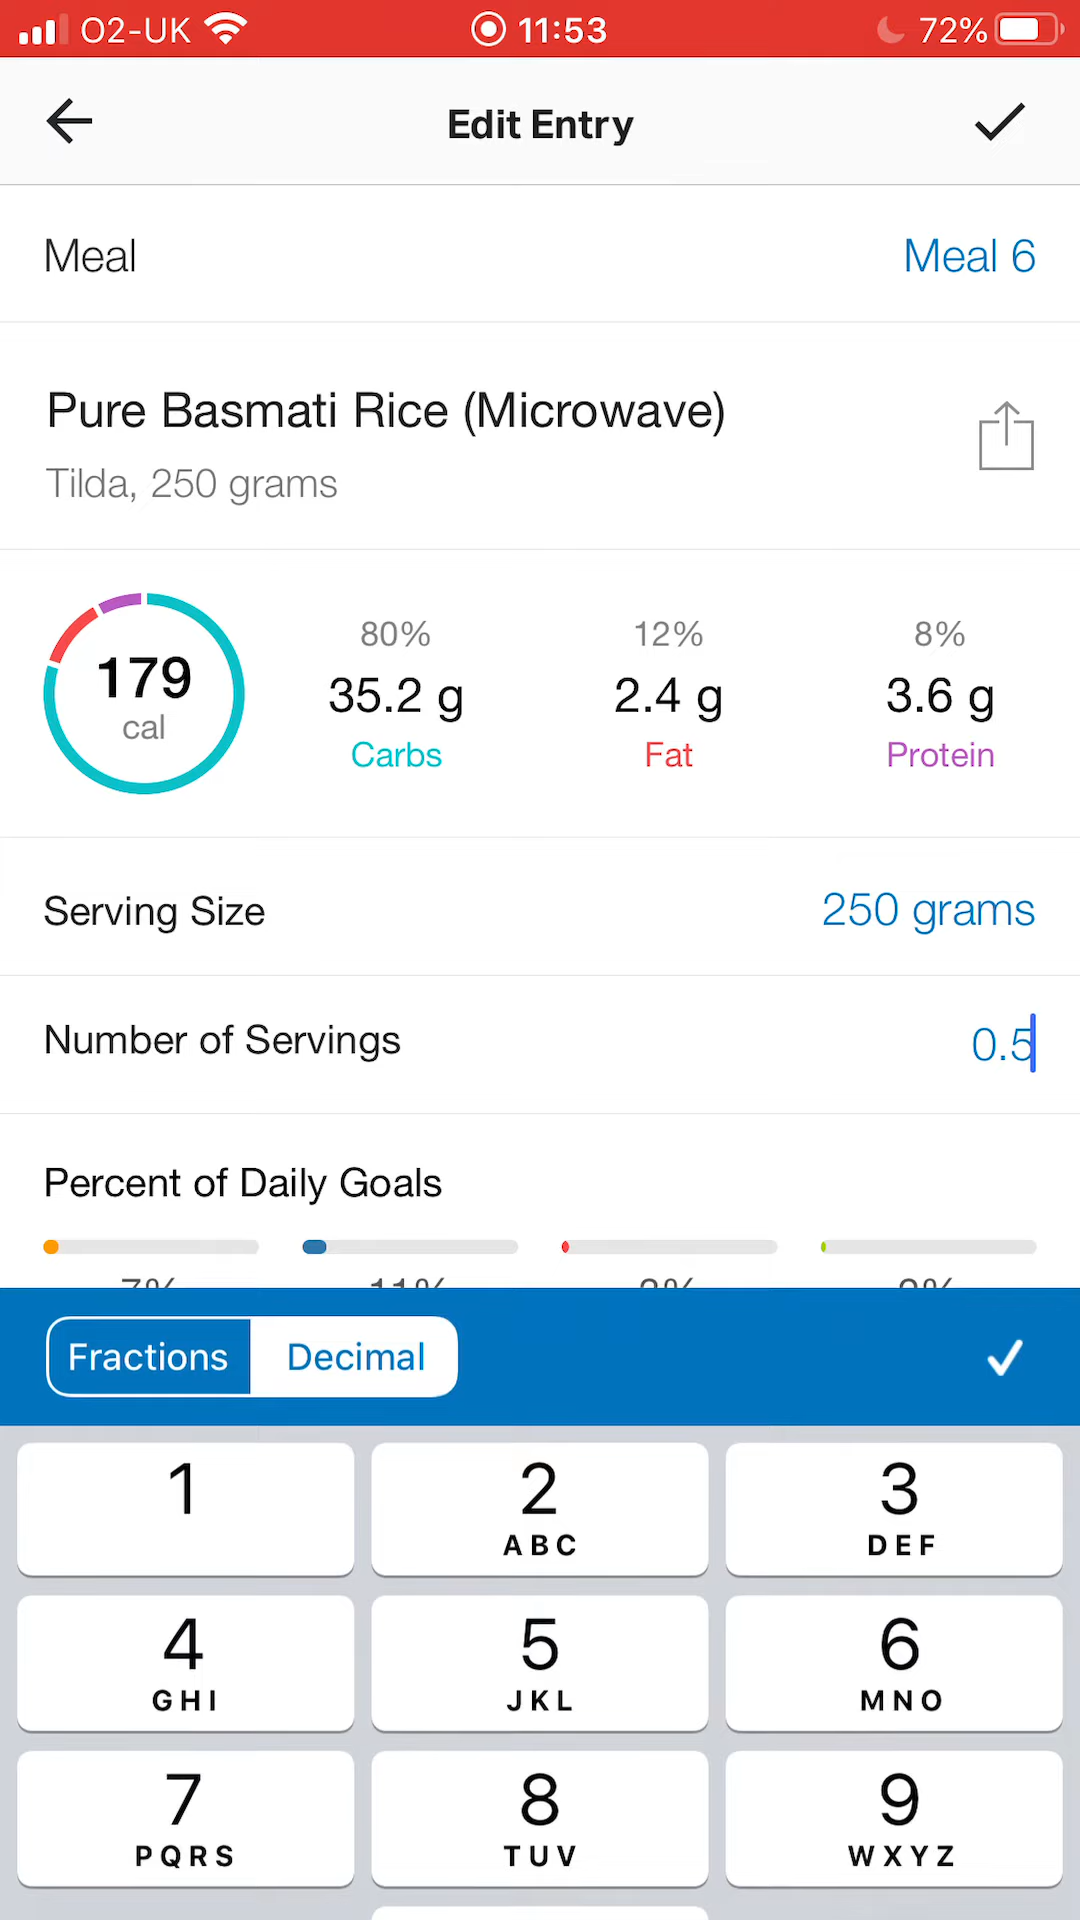 O2-UK 11:53 72%
Edit Entry
Meal Meal 6
Pure Basmati Rice (Microwave)
Tilda, 250 grams
179
cal
80% 12% 8%
35.2 g 2.4 g 3.6 g
Carbs Fat Protein
Serving Size 250 grams
Number of Servings 0.5
Percent of Daily Goals
7% 11%
Fractions Decimal
1 2 3
ABC DEF
4 5 6
GHI JKL MNO
7 8 9
PQRS TUV WXYZ